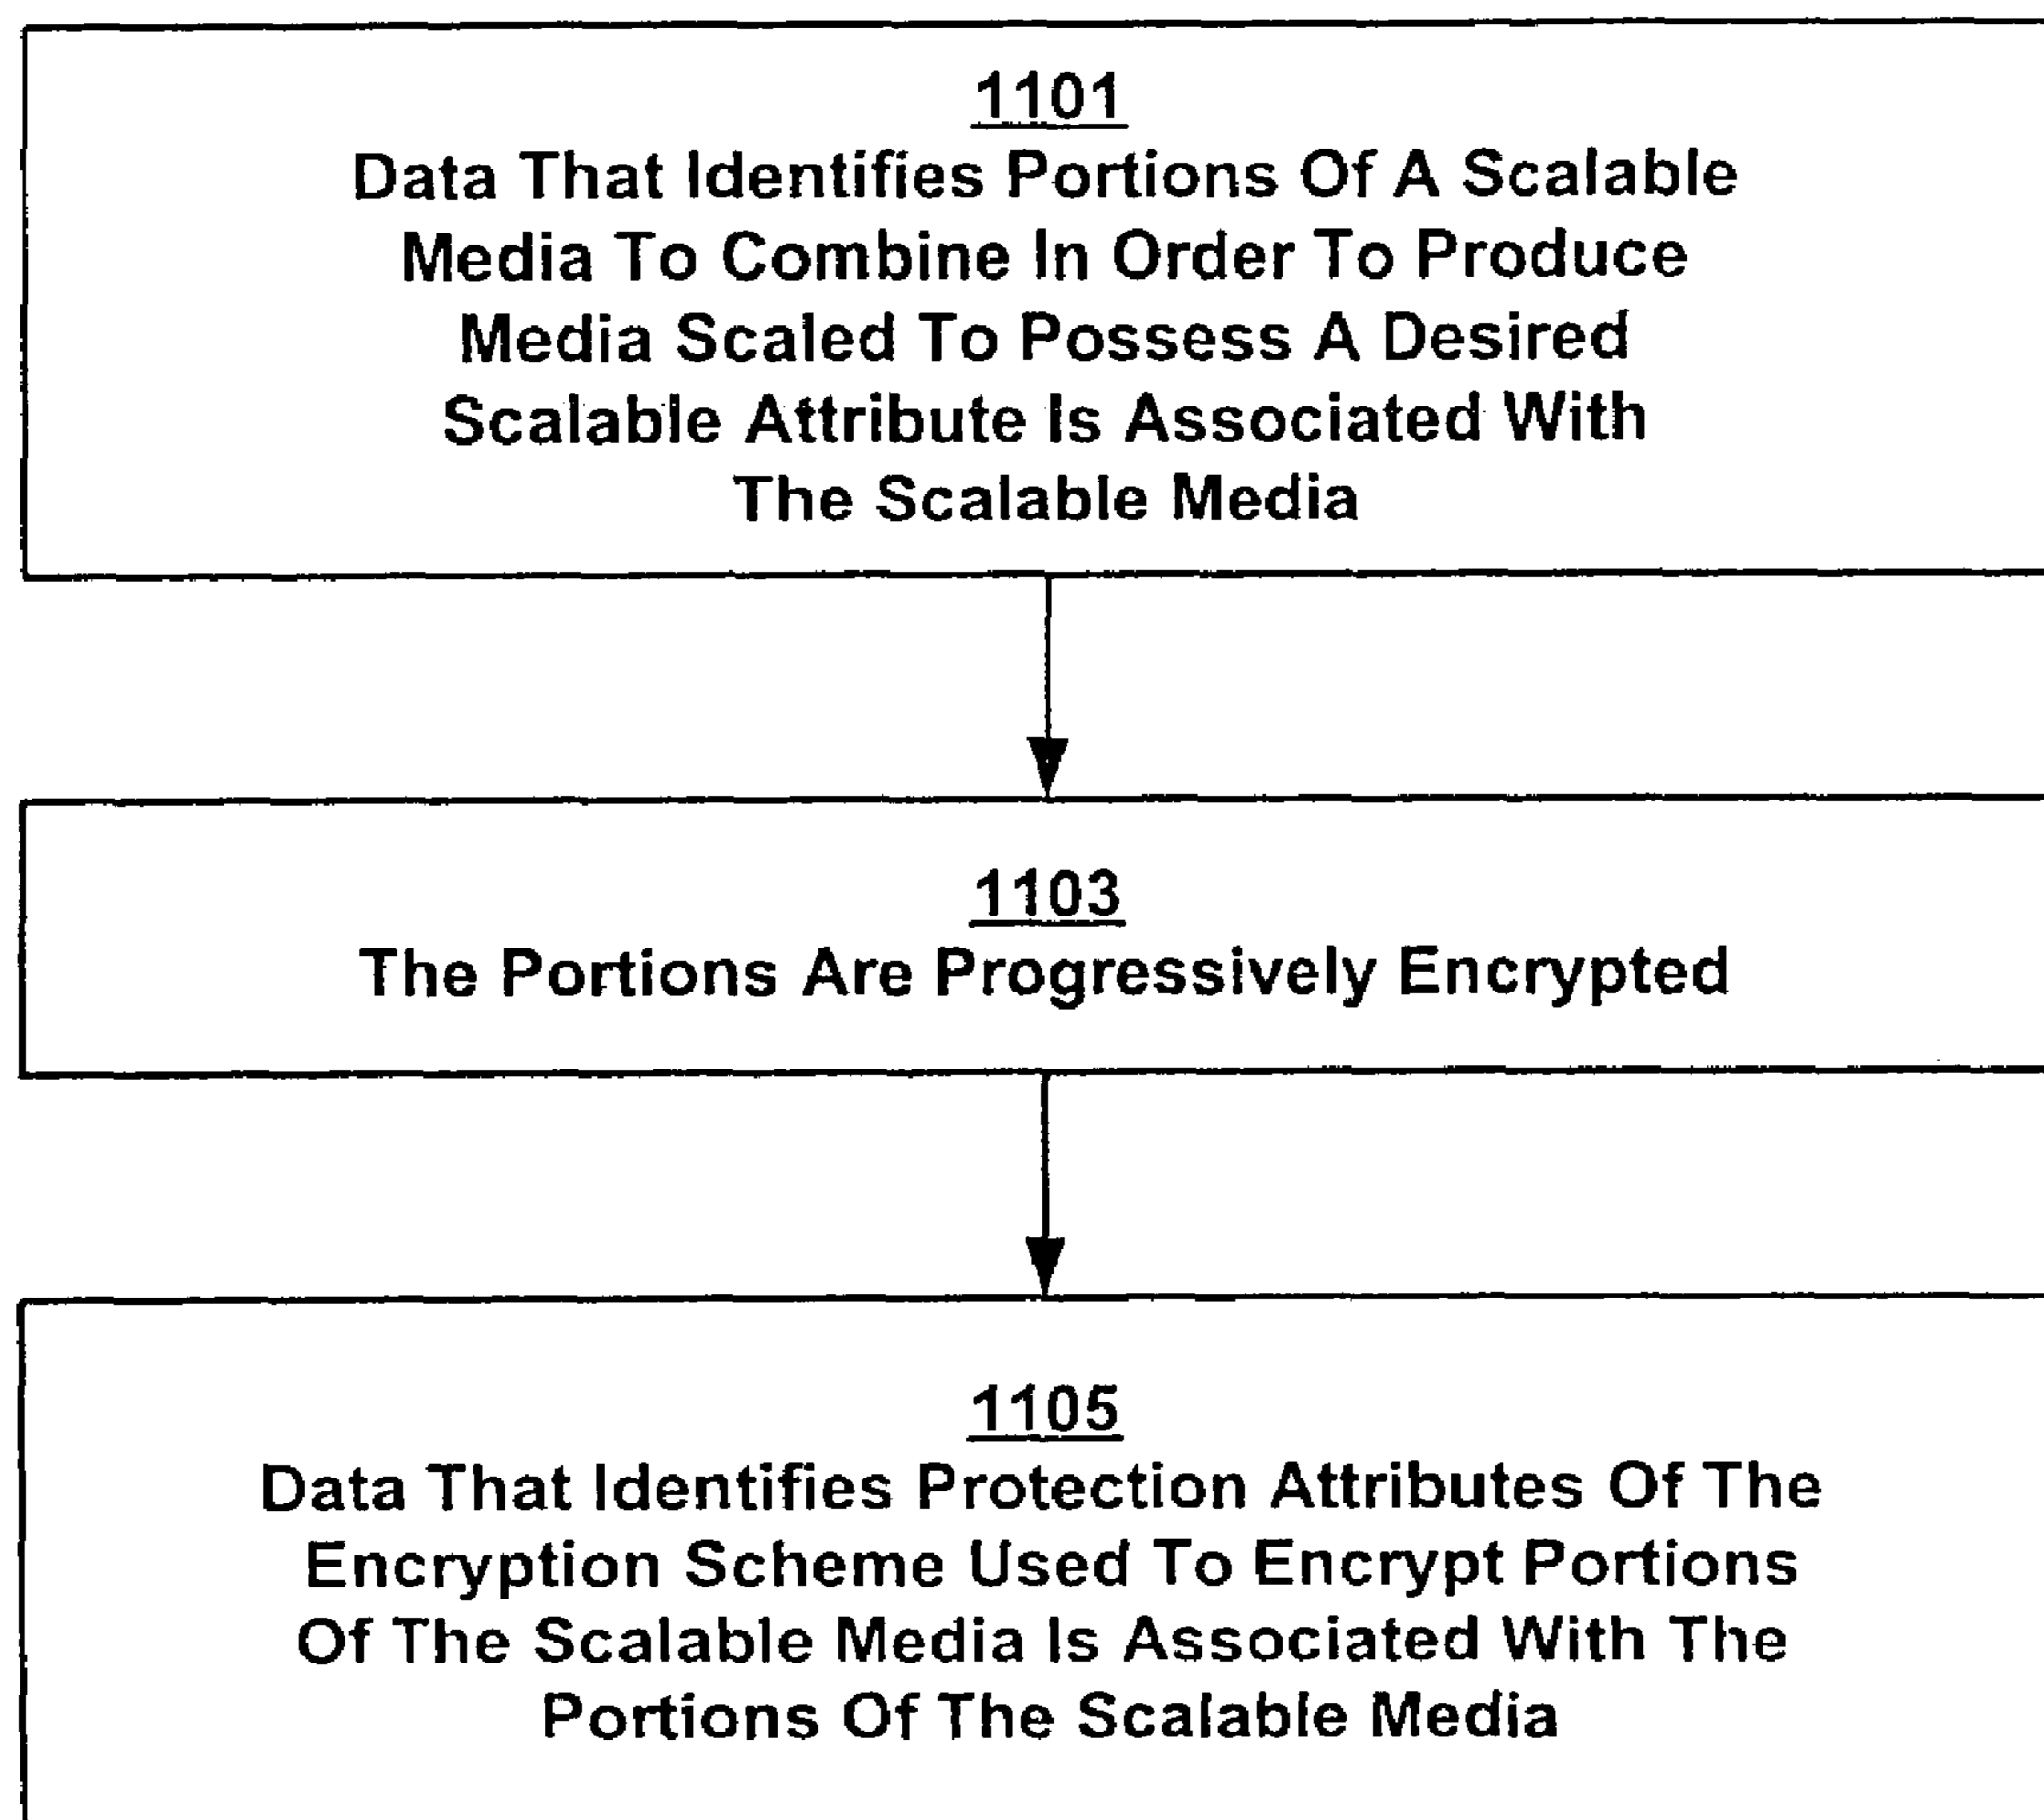 1101
Data That Identifies Portions Of A Scalable
Media To Combine In Order To Produce
Media Scaled To Possess A Desired
Scalable Attribute Is Associated With
The Scalable Media
1103
The Portions Are Progressively Encrypted
1105
Data That Identifies Protection Attributes Of The
Encryption Scheme Used To Encrypt Portions
Of The Scalable Media Is Associated With The
Portions Of The Scalable Media